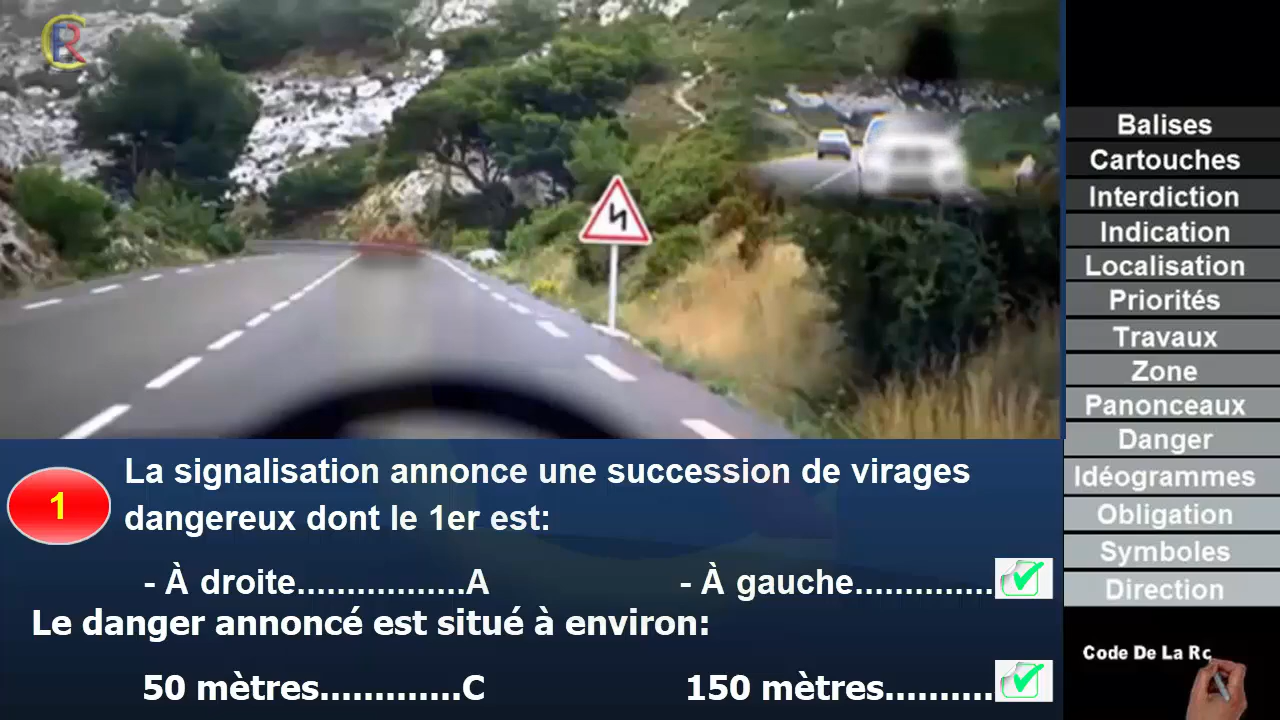 CR
Balises
Cartouches
Interdiction
Indication
Localisation
Priorités
Travaux
Zone
Panonceaux
Danger
Idéogrammes
Obligation
Symboles
Direction
1
La signalisation annonce une succession de virages
dangereux dont le 1er est:
- À droite.................A
- À gauche.............
Le danger annoncé est situé à environ:
50 mètres.............C
150 mètres..........
Code De La Rc